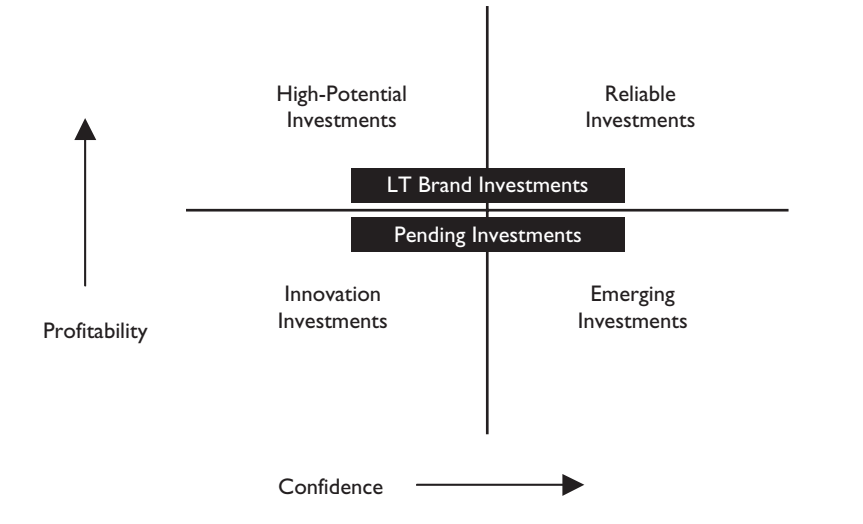 High-Potential
Investments
Reliable
Investments
LT Brand Investments
Pending Investments
Innovation
Investments
Emerging
Investments
Profitability
Confidence